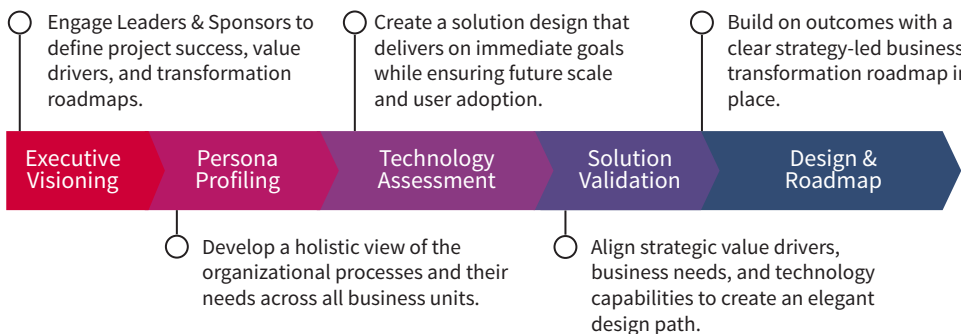 Engage Leaders & Sponsors to
define project success, value
drivers, and transformation
roadmaps.
Create a solution design that
delivers on immediate goals
while ensuring future scale
and user adoption.
Build on outcomes with a
clear strategy-led business
transformation roadmap in
place.
Executive
Visioning
Persona
Profiling
Technology
Assessment
Solution
Validation
Design &
Roadmap
Develop a holistic view of the
organizational processes and their
needs across all business units.
Align strategic value drivers,
business needs, and technology
capabilities to create an elegant
design path.